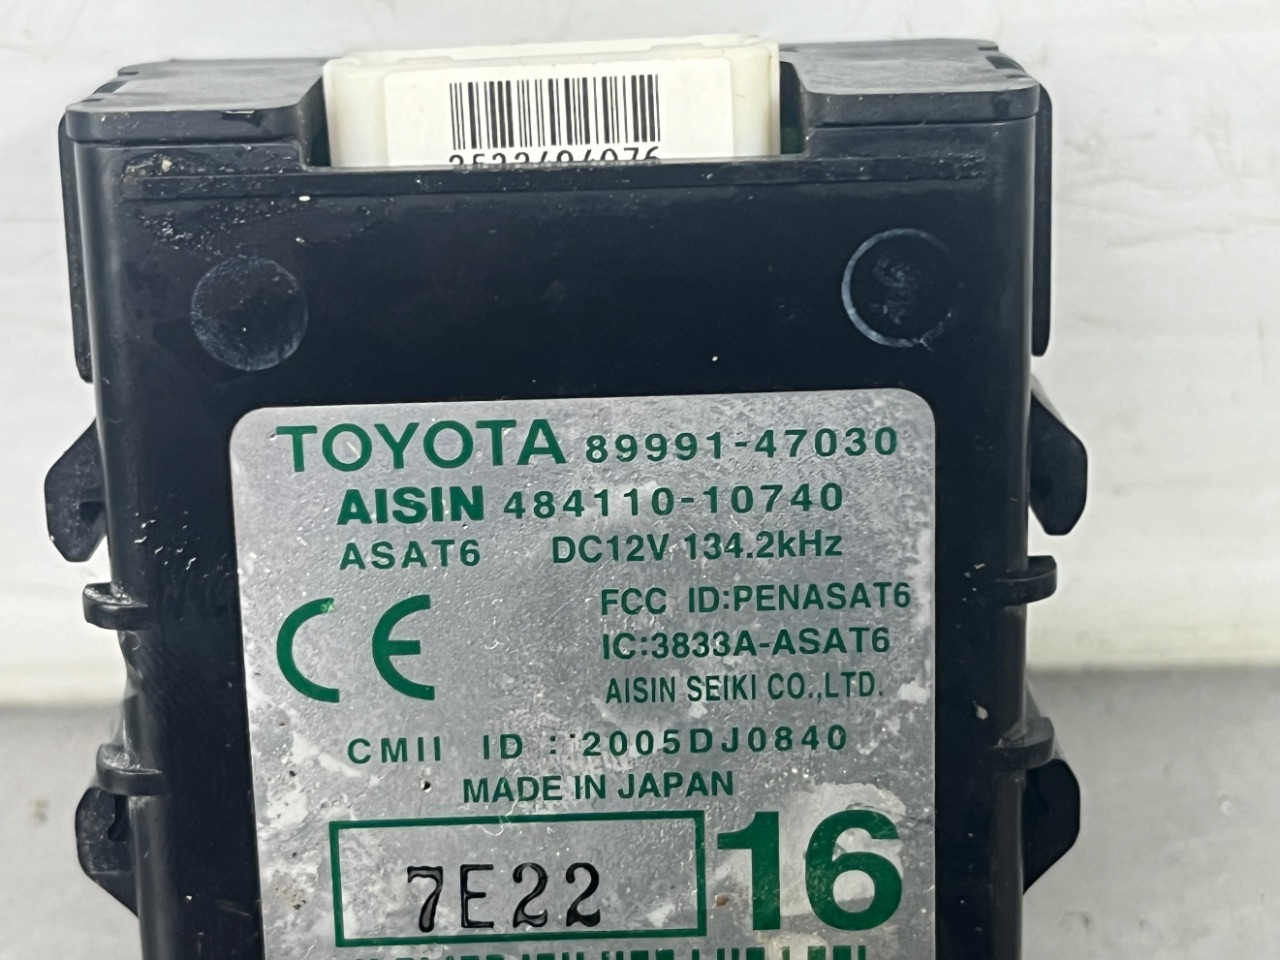 TOYOTA 89991-47030
AISIN 484110-10740
ASAT6 DC12V 134.2kHz
FCC ID:PENASAT6
IC:3833A-ASAT6
AISIN SEIKI CO.,LTD.
CE
CMII ID : 2005DJ0840
MADE IN JAPAN
7E22 16